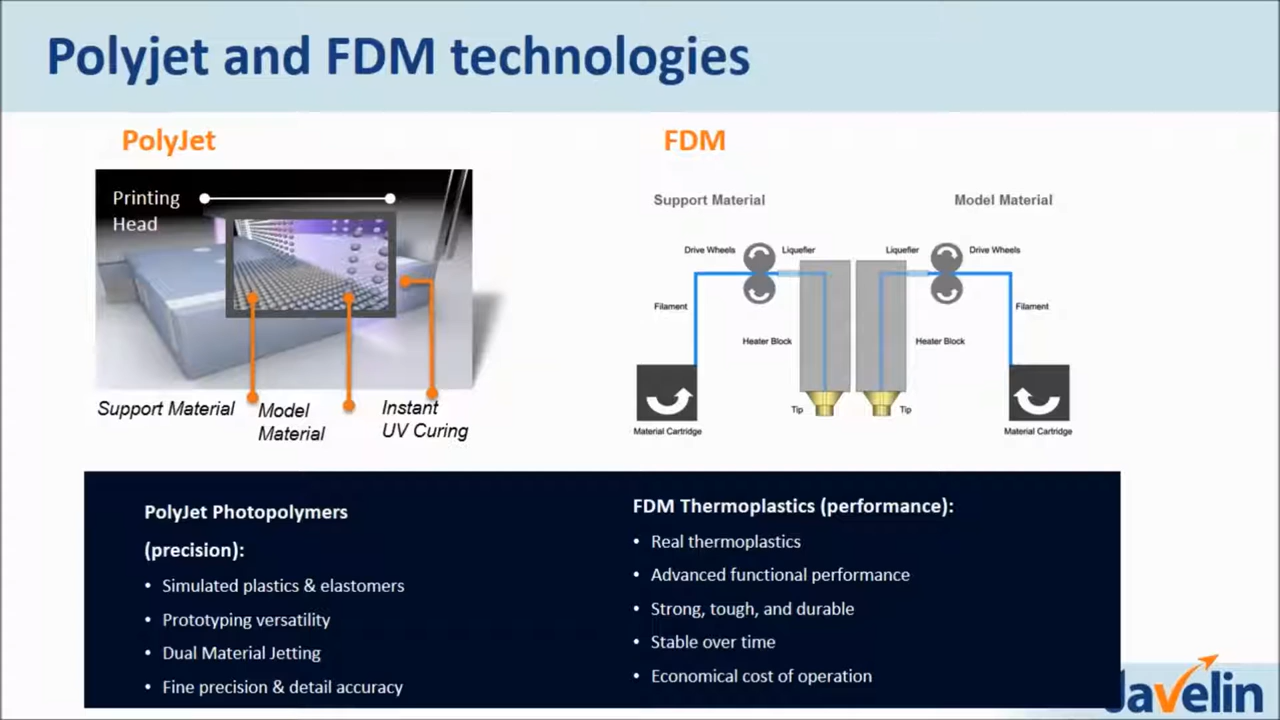 Polyjet and FDM technologies
PolyJet
Printing
Head
Support Material
Model
Material
Instant
UV Curing
FDM
Support Material
Model Material
Drive Wheels
Liquefier
Liquefier
Drive Wheels
Filament
Filament
Heater Block
Heater Block
Tip
Tip
Material Cartridge
Material Cartridge
PolyJet Photopolymers
(precision):
• Simulated plastics & elastomers
• Prototyping versatility
• Dual Material Jetting
• Fine precision & detail accuracy
FDM Thermoplastics (performance):
• Real thermoplastics
• Advanced functional performance
• Strong, tough, and durable
• Stable over time
• Economical cost of operation
Javelin